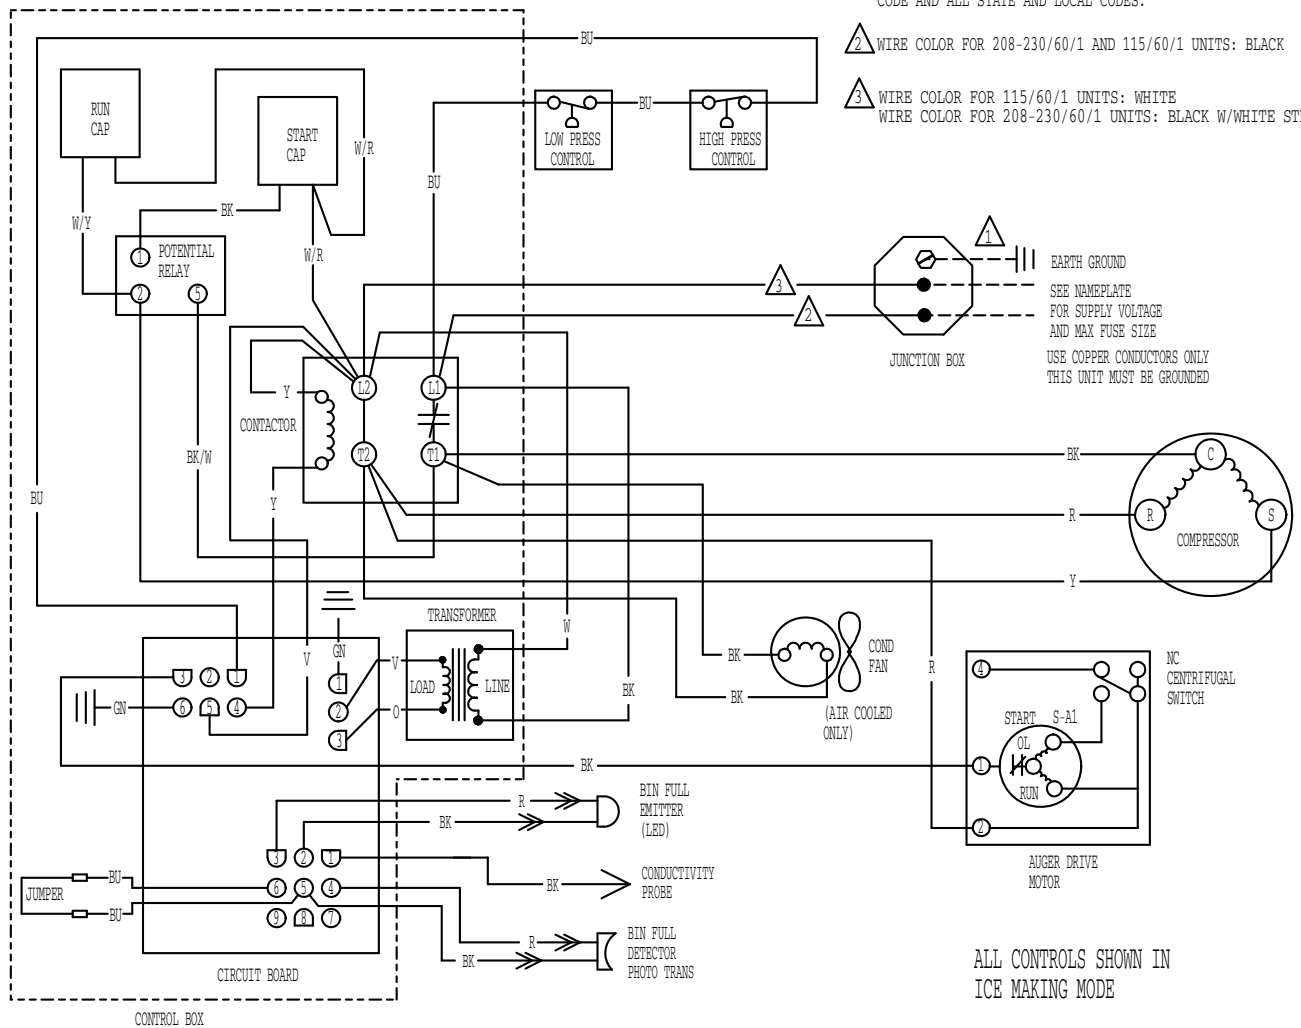 CODE AND ALL STATE AND LOCAL CODES.
2 WIRE COLOR FOR 208-230/60/1 AND 115/60/1 UNITS: BLACK
3 WIRE COLOR FOR 115/60/1 UNITS: WHITE
WIRE COLOR FOR 208-230/60/1 UNITS: BLACK W/WHITE
BU
RUN
CAP
START
CAP
W/R
BU
LOW PRESS
CONTROL
HIGH PRESS
CONTROL
BU
W/Y
BK
W/R
1
POTENTIAL
RELAY
2
5
1
EARTH GROUND
3
SEE NAMEPLATE
2
FOR SUPPLY VOLTAGE
AND MAX FUSE SIZE
JUNCTION BOX
USE COPPER CONDUCTORS ONLY
THIS UNIT MUST BE GROUNDED
Y
L2
L1
CONTACTOR
T2
T1
BK/W
BK
C
BU
Y
R
R
S
COMPRESSOR
Y
TRANSFORMER
W
GN
V
V
LOAD
LINE
O
BK
BK
BK
COND
FAN
(AIR COOLED
ONLY)
R
4
NC
CENTRIFUGAL
SWITCH
START
S-A1
OL
1
RUN
2
AUGER DRIVE
MOTOR
3
2
1
GN
6
5
4
1
2
3
BK
R
BIN FULL
EMITTER
(LED)
BK
3
2
1
JUMPER
BU
BU
6
5
4
9
8
7
BK
CONDUCTIVITY
PROBE
R
BK
BIN FULL
DETECTOR
PHOTO TRANS
CIRCUIT BOARD
CONTROL BOX
ALL CONTROLS SHOWN IN
ICE MAKING MODE